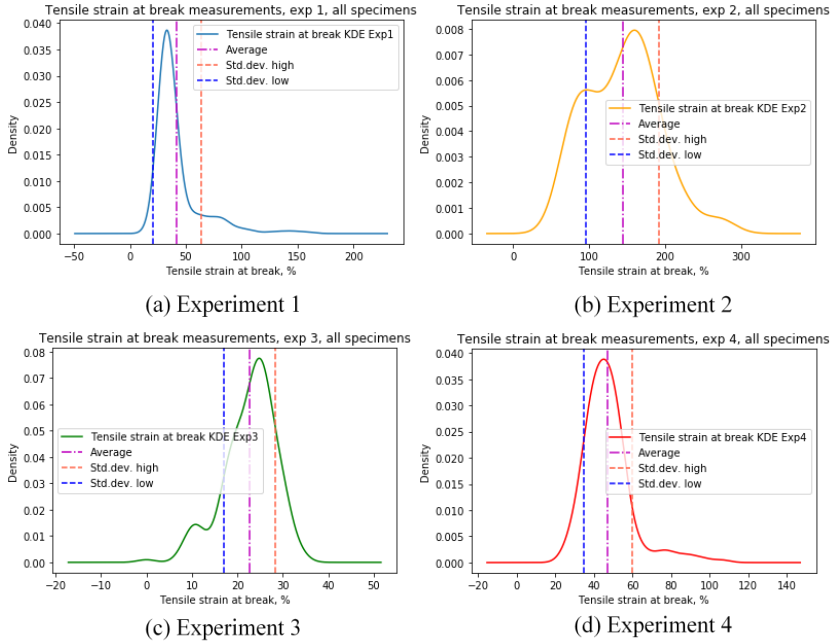 Tensile strain at break measurements, exp 1, all specimens
0.040
0.035
0.030
0.025
0.020
0.015
0.010
0.005
0.000
Density
Tensile strain at break KDE Exp1
Average
Std.dev. high
Std.dev. low
−50 0 50 100 150 200
Tensile strain at break, %
(a) Experiment 1
Tensile strain at break measurements, exp 2, all specimens
0.008
0.007
0.006
0.005
0.004
0.003
0.002
0.001
0.000
Density
Tensile strain at break KDE Exp2
Average
Std.dev. high
Std.dev. low
0 100 200 300
Tensile strain at break, %
(b) Experiment 2
Tensile strain at break measurements, exp 3, all specimens
0.08
0.07
0.06
0.05
0.04
0.03
0.02
0.01
0.00
Density
Tensile strain at break KDE Exp3
Average
Std.dev. high
Std.dev. low
−20 −10 0 10 20 30 40 50
Tensile strain at break, %
(c) Experiment 3
Tensile strain at break measurements, exp 4, all specimens
0.040
0.035
0.030
0.025
0.020
0.015
0.010
0.005
0.000
Density
Tensile strain at break KDE Exp4
Average
Std.dev. high
Std.dev. low
−20 0 20 40 60 80 100 120 140
Tensile strain at break, %
(d) Experiment 4